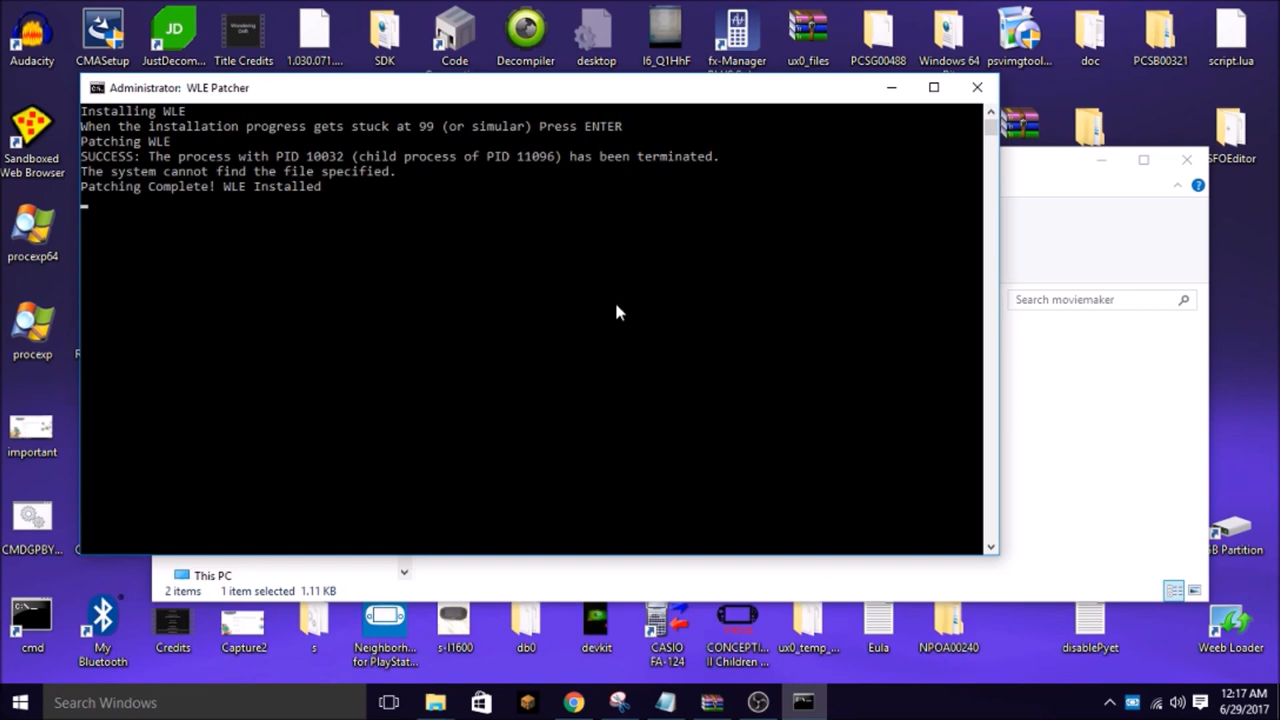 Audacity
CMASetup
JustDecom...
Title Credits
1.030.071....
SDK
Code
Decompiler
desktop
I6_Q1HhF
fx-Manager
ux0_files
PCSG00488
Windows 64
psvimgtool...
doc
PCSB00321
script.lua
Administrator: WLE Patcher
Installing WLE
When the installation progress gets stuck at 99 (or simular) Press ENTER
Patching WLE
SUCCESS: The process with PID 10032 (child process of PID 11096) has been terminated.
The system cannot find the file specified.
Patching Complete! WLE Installed
Sandboxed
Web Browser
SFOEditor
procexp64
Search moviemaker
procexp
important
CMDGPBY...
B Partition
This PC
2 items 1 item selected 1.11 KB
cmd
My
Bluetooth
Credits
Capture2
s
Neighborh...
for PlayStat...
s-l1600
db0
devkit
CASIO
FA-124
CONCEPTI...
II Children ...
ux0_temp_...
Eula
NPOA00240
disablePyet
Weeb Loader
Search Windows
12:17 AM
6/29/2017